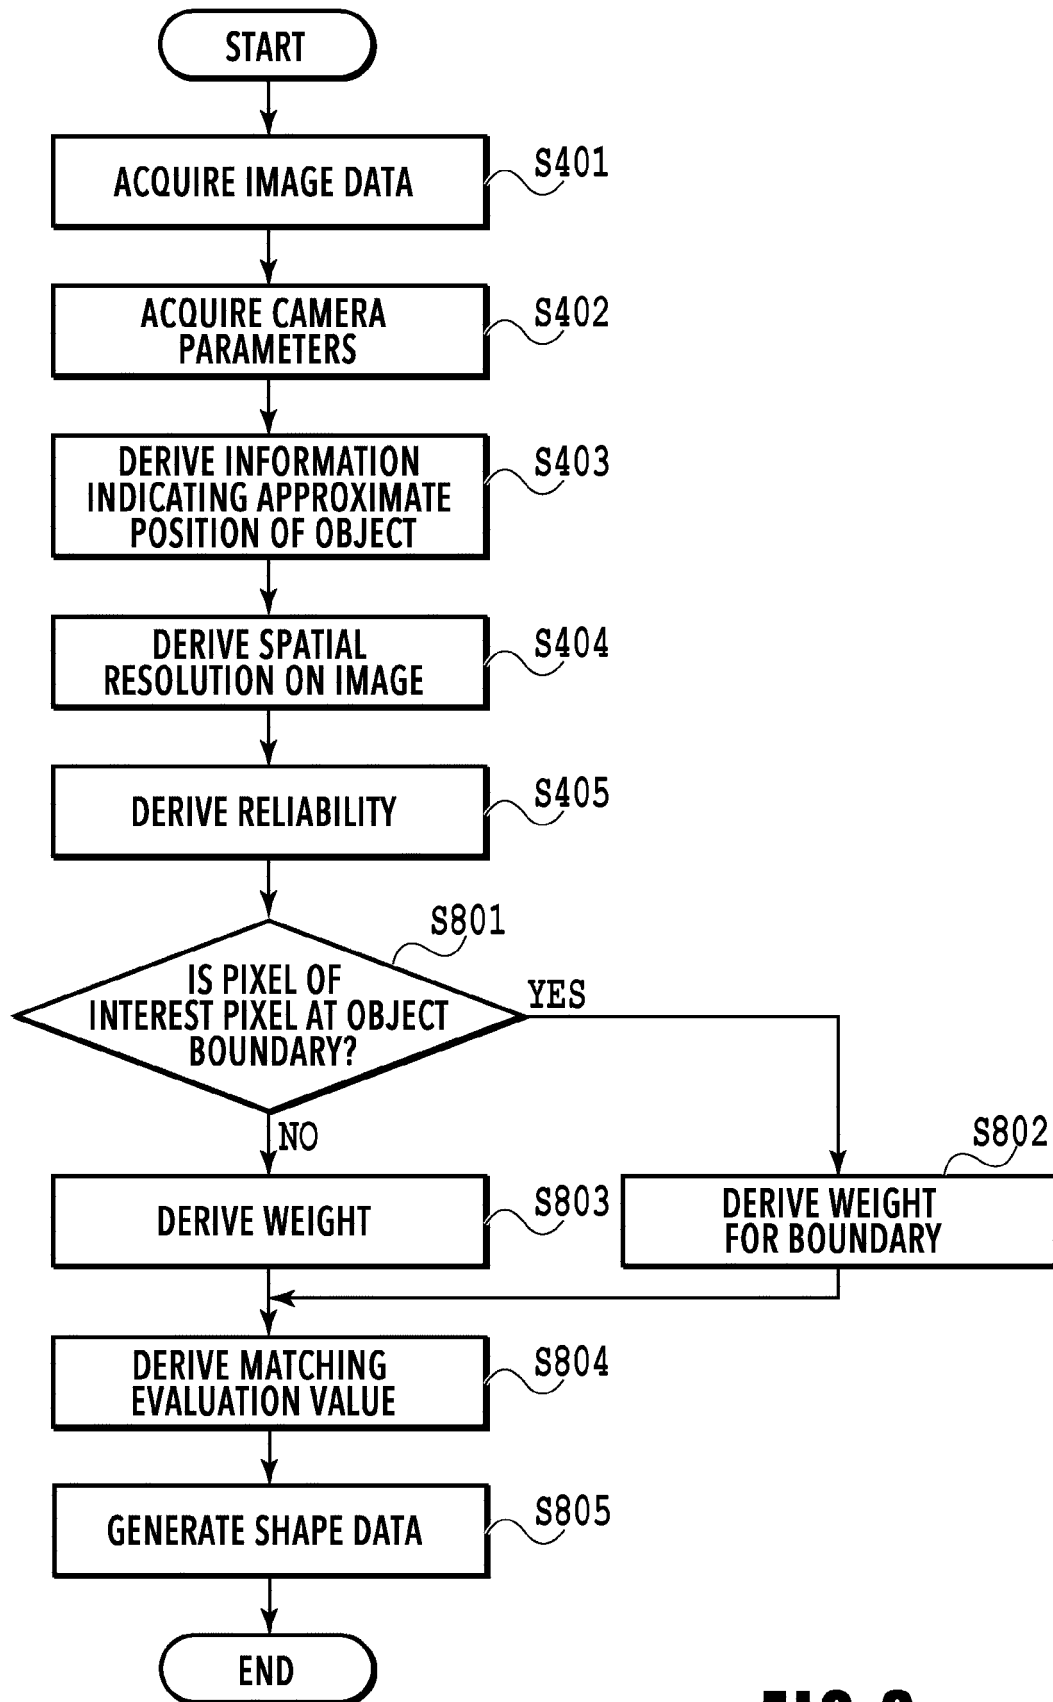 START
ACQUIRE IMAGE DATA
S401
ACQUIRE CAMERA
PARAMETERS
S402
DERIVE INFORMATION
INDICATING APPROXIMATE
POSITION OF OBJECT
S403
DERIVE SPATIAL
RESOLUTION ON IMAGE
S404
DERIVE RELIABILITY
S405
S801
IS PIXEL OF
INTEREST PIXEL AT OBJECT
BOUNDARY?
YES
NO
DERIVE WEIGHT
S803
S802
DERIVE WEIGHT
FOR BOUNDARY
DERIVE MATCHING
EVALUATION VALUE
S804
GENERATE SHAPE DATA
S805
END